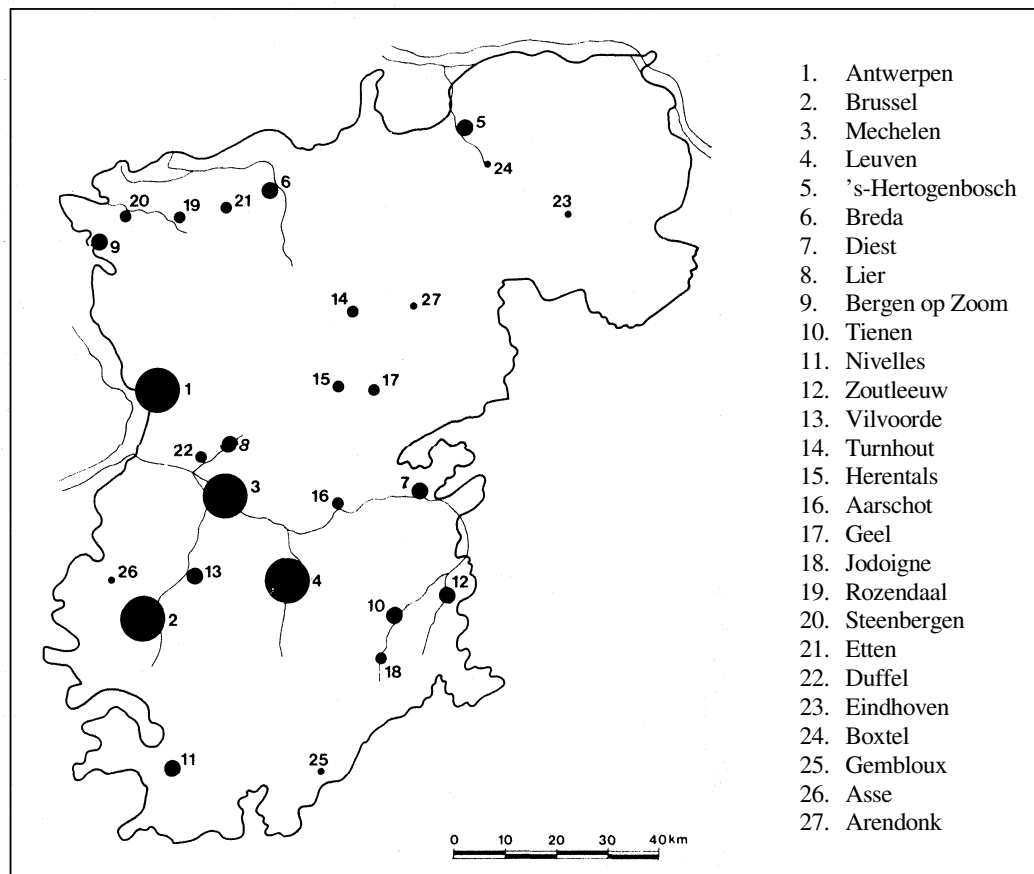 5
24
6
20
19
21
23
9
14
27
1
15
17
22
8
3
16
7
26
13
4
12
10
2
18
11
25
0 10 20 30 40 km
1. Antwerpen
2. Brussel
3. Mechelen
4. Leuven
5. ’s-Hertogenbosch
6. Breda
7. Diest
8. Lier
9. Bergen op Zoom
10. Tienen
11. Nivelles
12. Zoutleeuw
13. Vilvoorde
14. Turnhout
15. Herentals
16. Aarschot
17. Geel
18. Jodoigne
19. Rozendaal
20. Steenbergen
21. Etten
22. Duffel
23. Eindhoven
24. Boxtel
25. Gembloux
26. Asse
27. Arendonk